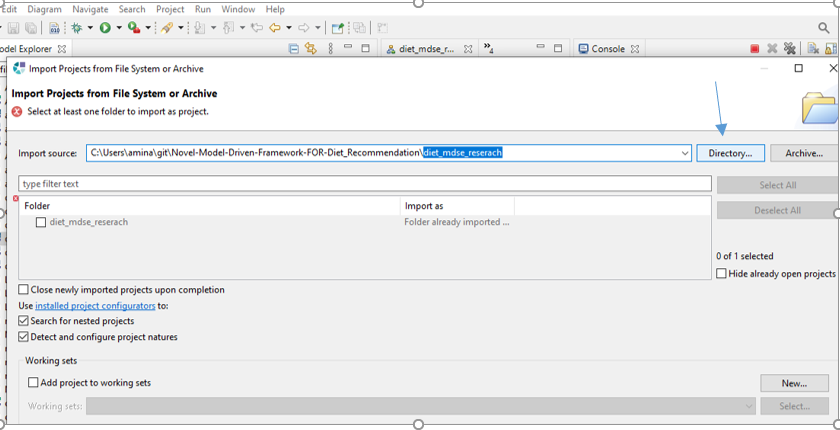 Edit Diagram Navigate Search Project Run Window Help
odel Explorer diet_mdse_r... 4 Console
Import Projects from File System or Archive
Import Projects from File System or Archive
Select at least one folder to import as project.
Import source: C:\Users\amina\git\Novel-Model-Driven-Framework-FOR-Diet_Recommendation\diet_mdse_reserach Directory... Archive...
type filter text Select All
Folder Import as Deselect All
diet_mdse_reserach Folder already imported ...
0 of 1 selected
Hide already open projects
Close newly imported projects upon completion
Use installed project configurators to:
Search for nested projects
Detect and configure project natures
Working sets
Add project to working sets New...
Working sets: Select...